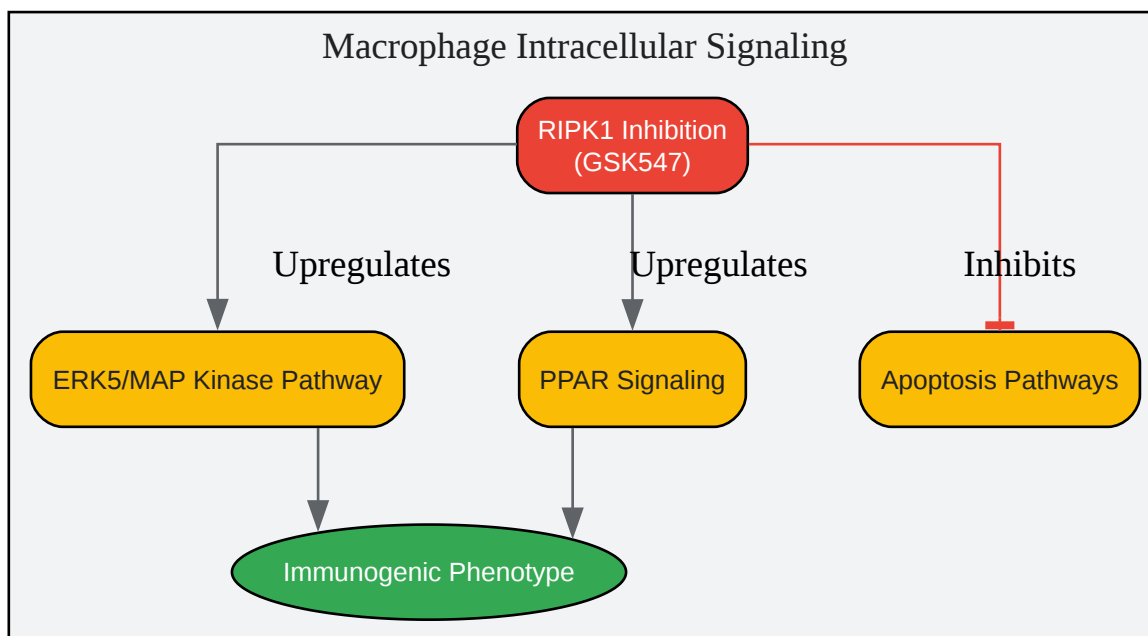 Macrophage Intracellular Signaling
RIPK1 Inhibition
(GSK547)
Upregulates
Upregulates
Inhibits
ERK5/MAP Kinase Pathway
PPAR Signaling
Apoptosis Pathways
Immunogenic Phenotype